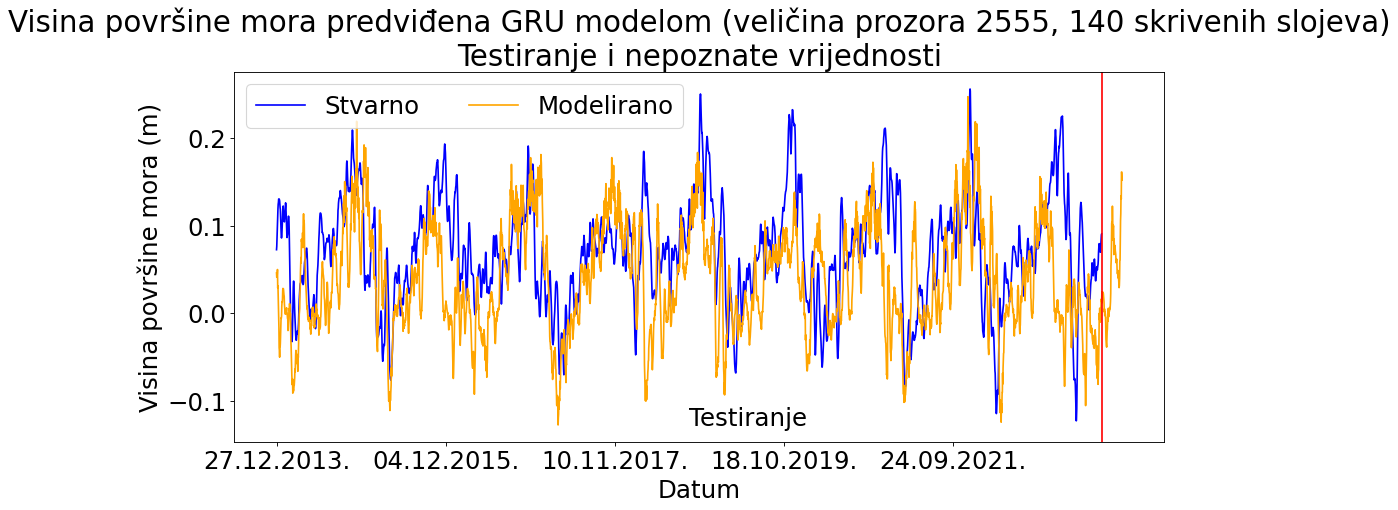 Visina površine mora predviđena GRU modelom (veličina prozora 2555, 140 skrivenih slojeva)
Testiranje i nepoznate vrijednosti
Stvarno
Modelirano
Visina površine mora (m)
0.2
0.1
0.0
−0.1
Testiranje
27.12.2013.
04.12.2015.
10.11.2017.
18.10.2019.
24.09.2021.
Datum